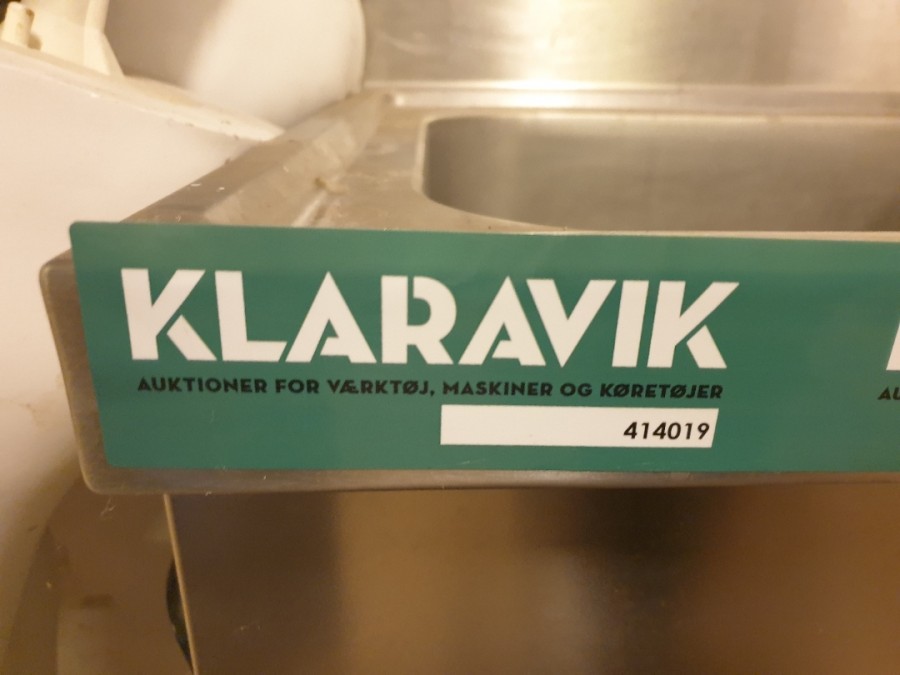 KLARAVIK
AUKTIONER FOR VÆRKTØJ, MASKINER OG KØRETØJER
414019